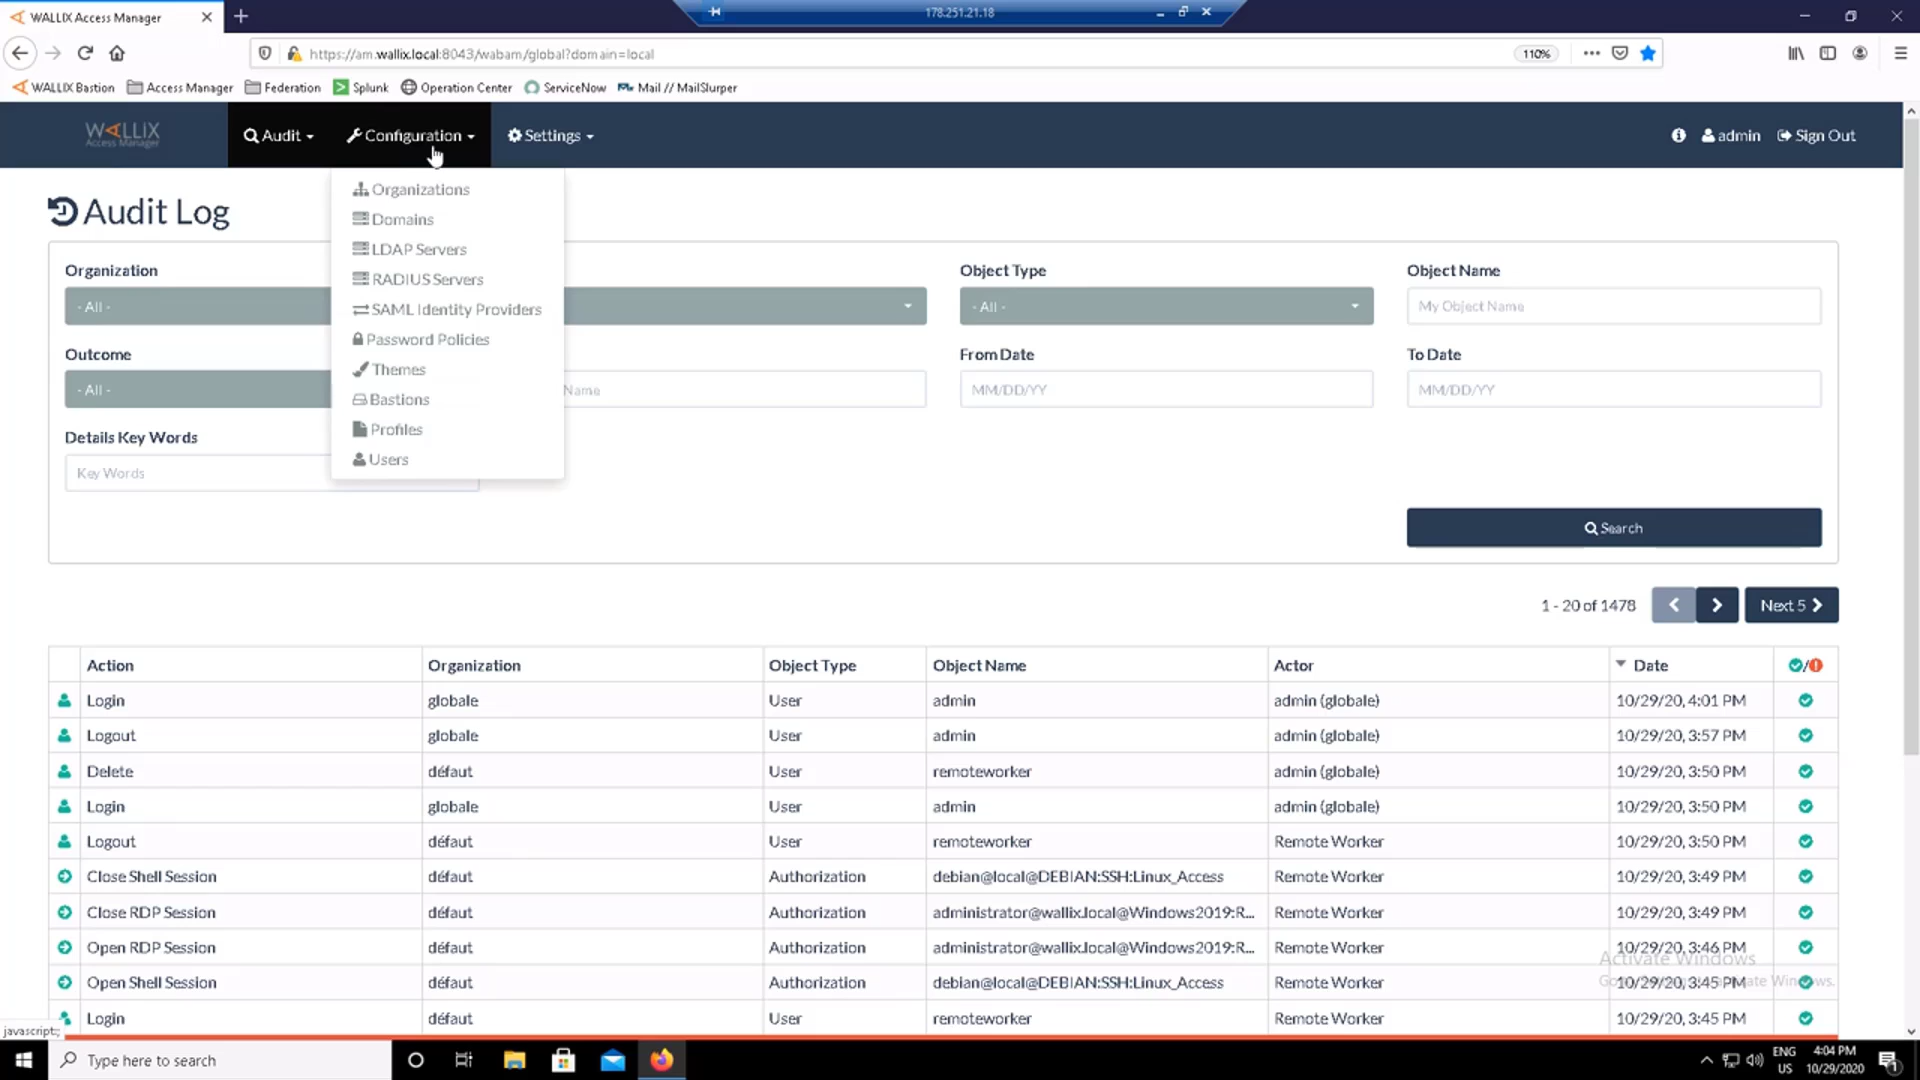 WALLIX Access Manager
178.251.21.18
https://am.wallix.local:8043/wabam/global?domain=local
110%
WALLIX Bastion
Access Manager
Federation
Splunk
Operation Center
ServiceNow
Mail // MailSlurper
WALLIX
Access Manager
Audit
Configuration
Settings
admin
Sign Out
Organizations
Domains
LDAP Servers
RADIUS Servers
SAML Identity Providers
Password Policies
Themes
Bastions
Profiles
Users
Audit Log
Organization
Object Type
Object Name
- All -
- All -
My Object Name
Outcome
From Date
To Date
- All -
Name
MM/DD/YY
MM/DD/YY
Details Key Words
Key Words
Search
1 - 20 of 1478
Next 5
Action Organization Object Type Object Name Actor Date
Login globale User admin admin (globale) 10/29/20, 4:01 PM
Logout globale User admin admin (globale) 10/29/20, 3:57 PM
Delete défaut User remoteworker admin (globale) 10/29/20, 3:50 PM
Login globale User admin admin (globale) 10/29/20, 3:50 PM
Logout défaut User remoteworker Remote Worker 10/29/20, 3:50 PM
Close Shell Session défaut Authorization debian@local@DEBIAN:SSH:Linux_Access Remote Worker 10/29/20, 3:49 PM
Close RDP Session défaut Authorization administrator@wallix.local@Windows2019:R... Remote Worker 10/29/20, 3:49 PM
Open RDP Session défaut Authorization administrator@wallix.local@Windows2019:R... Remote Worker 10/29/20, 3:46 PM
Activate Windows
Open Shell Session défaut Authorization debian@local@DEBIAN:SSH:Linux_Access Remote Worker 10/29/20, 3:45 PM
Login défaut User remoteworker Remote Worker 10/29/20, 3:45 PM
javascript:;
Type here to search
ENG
US
4:04 PM
10/29/2020
1